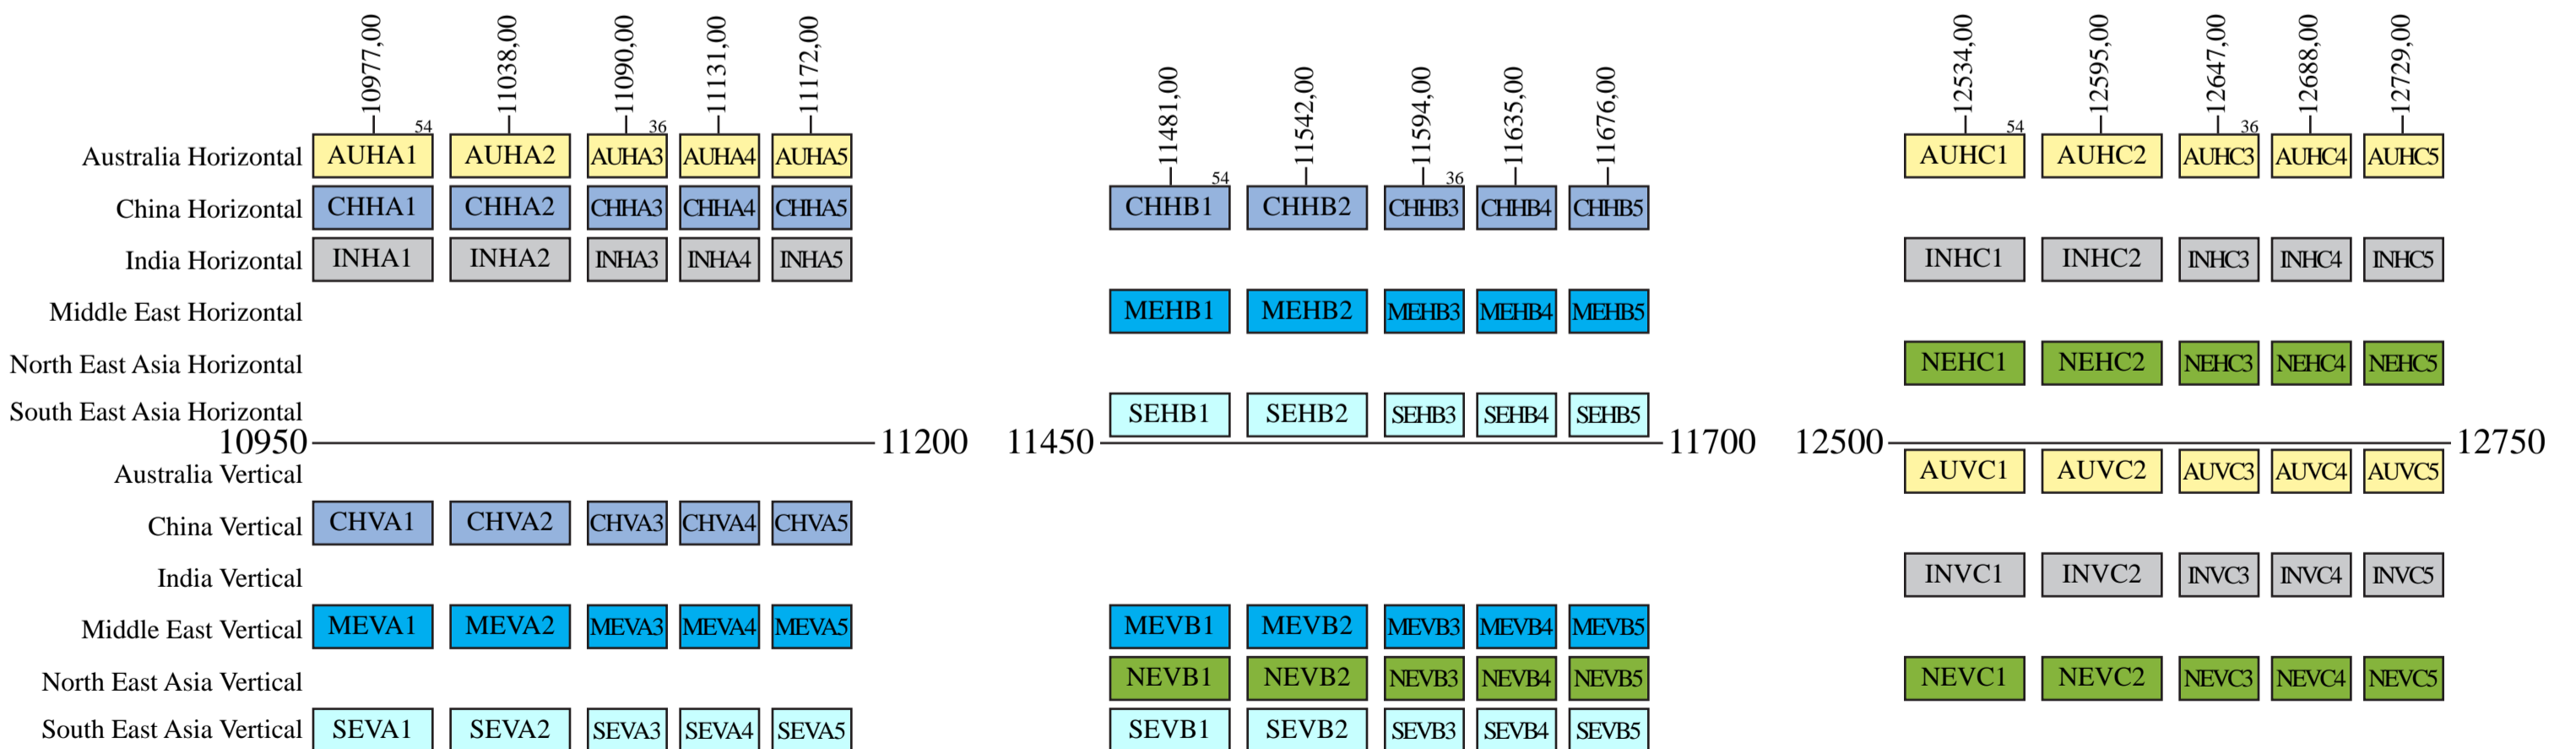 10977,00 11038,00 11090,00 11131,00 11172,00 11481,00 11542,00 11594,00 11635,00 11676,00 12534,00 12595,00 12647,00 12688,00 12729,00
54 36 54 36 54 36
Australia Horizontal AUHA1 AUHA2 AUHA3 AUHA4 AUHA5 AUHC1 AUHC2 AUHC3 AUHC4 AUHC5
China Horizontal CHHA1 CHHA2 CHHA3 CHHA4 CHHA5 CHHB1 CHHB2 CHHB3 CHHB4 CHHB5
India Horizontal INHA1 INHA2 INHA3 INHA4 INHA5 INHC1 INHC2 INHC3 INHC4 INHC5
Middle East Horizontal MEHB1 MEHB2 MEHB3 MEHB4 MEHB5
North East Asia Horizontal NEHC1 NEHC2 NEHC3 NEHC4 NEHC5
South East Asia Horizontal SEHB1 SEHB2 SEHB3 SEHB4 SEHB5
10950 11200 11450 11700 12500 12750
Australia Vertical AUVC1 AUVC2 AUVC3 AUVC4 AUVC5
China Vertical CHVA1 CHVA2 CHVA3 CHVA4 CHVA5
India Vertical INVC1 INVC2 INVC3 INVC4 INVC5
Middle East Vertical MEVA1 MEVA2 MEVA3 MEVA4 MEVA5 MEVB1 MEVB2 MEVB3 MEVB4 MEVB5
North East Asia Vertical NEVB1 NEVB2 NEVB3 NEVB4 NEVB5 NEVC1 NEVC2 NEVC3 NEVC4 NEVC5
South East Asia Vertical SEVA1 SEVA2 SEVA3 SEVA4 SEVA5 SEVB1 SEVB2 SEVB3 SEVB4 SEVB5